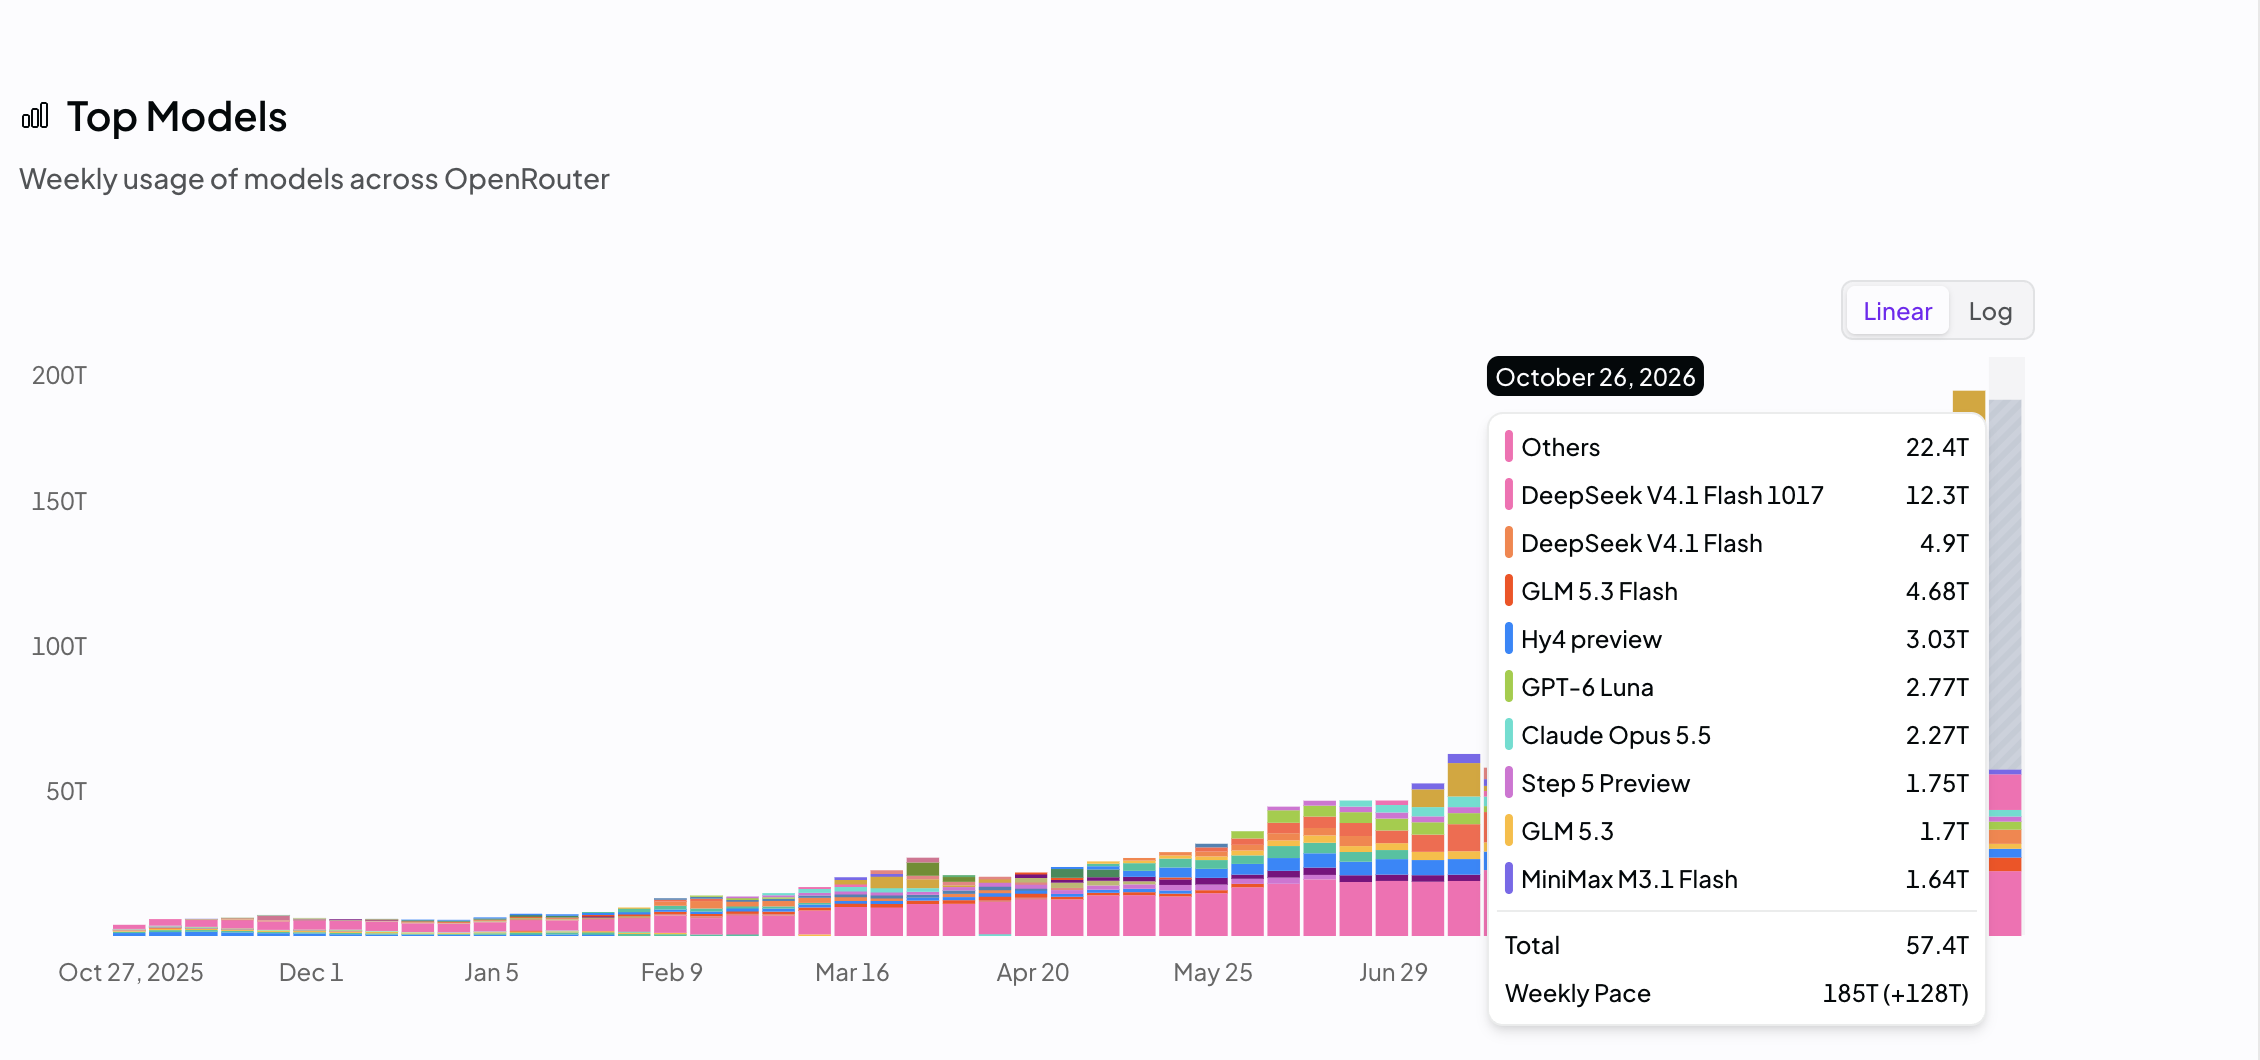 Top Models
Weekly usage of models across OpenRouter
Linear Log
200T
150T
100T
50T
October 26, 2026
Others 22.4T
DeepSeek V4.1 Flash 1017 12.3T
DeepSeek V4.1 Flash 4.9T
GLM 5.3 Flash 4.68T
Hy4 preview 3.03T
GPT-6 Luna 2.77T
Claude Opus 5.5 2.27T
Step 5 Preview 1.75T
GLM 5.3 1.7T
MiniMax M3.1 Flash 1.64T
Total 57.4T
Weekly Pace 185T (+128T)
Oct 27, 2025 Dec 1 Jan 5 Feb 9 Mar 16 Apr 20 May 25 Jun 29